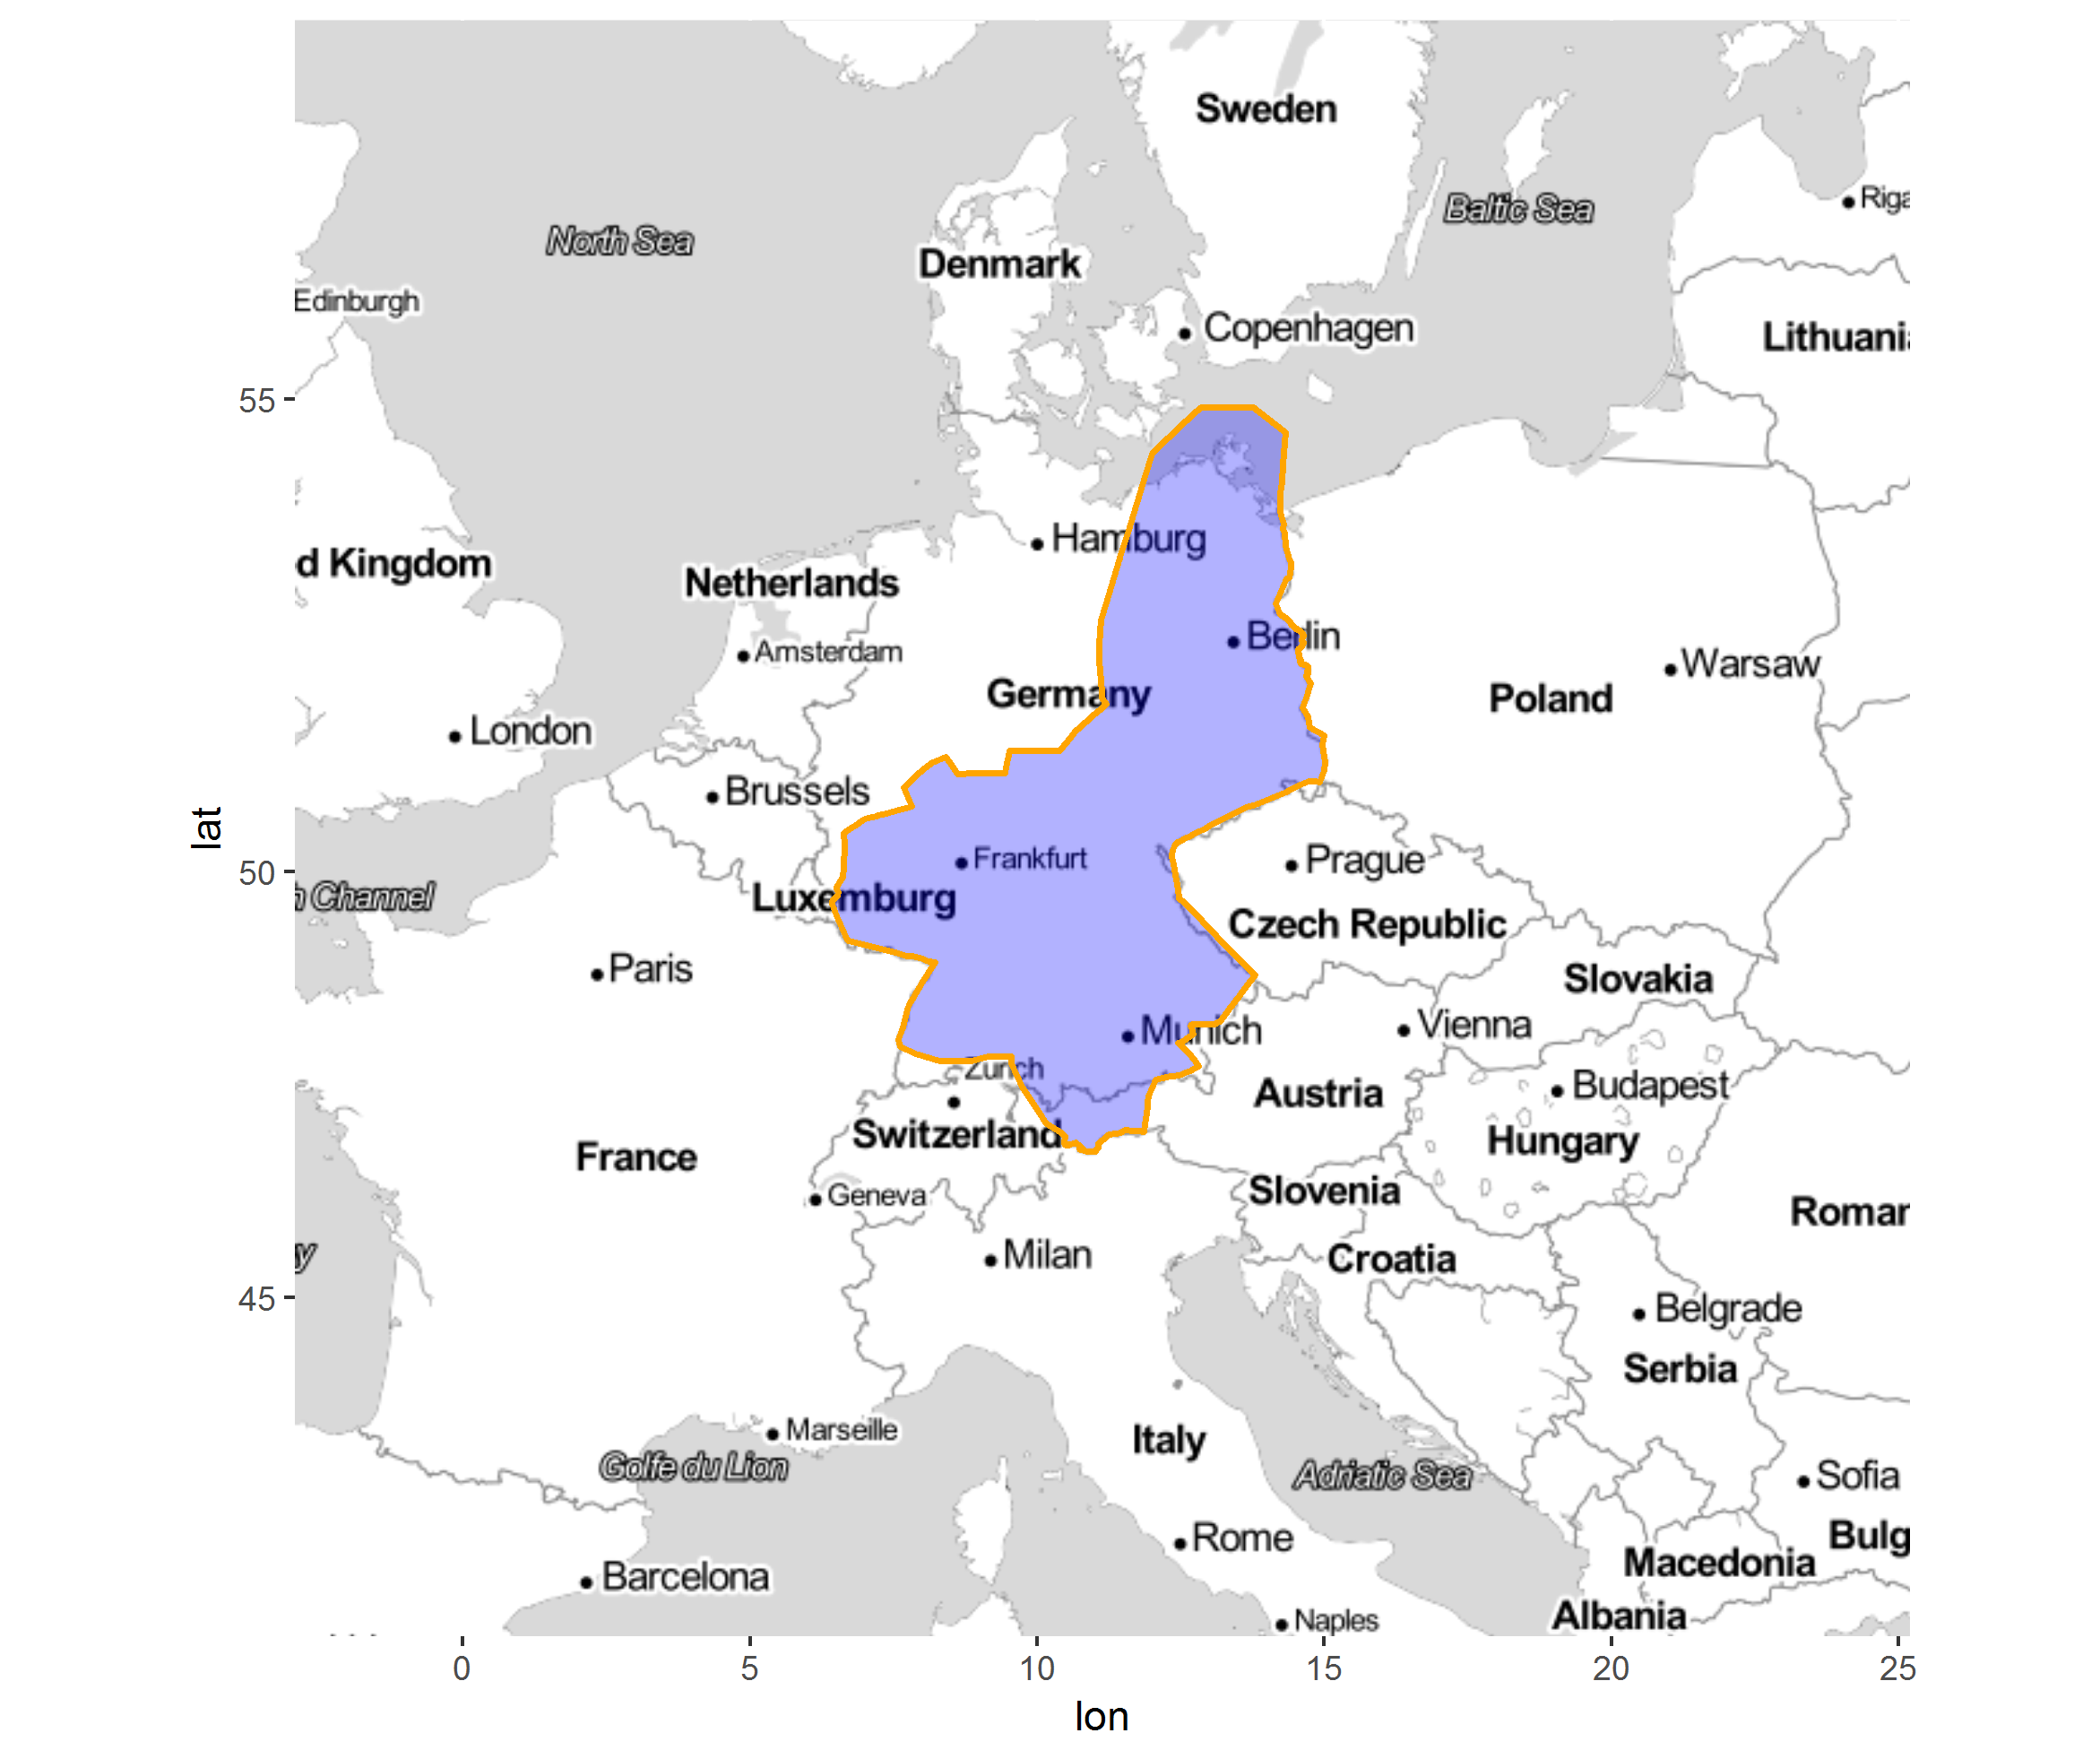 Sweden
Baltic Sea
Riga
North Sea
Denmark
Edinburgh
Copenhagen
Lithuani
55
Hamburg
d Kingdom
Netherlands
Berlin
Amsterdam
Warsaw
Germany
Poland
London
Brussels
lat
Frankfurt
Prague
50
n Channel
Luxemburg
Czech Republic
Paris
Slovakia
Munich
Vienna
Zurich
Austria
Budapest
Switzerland
Hungary
France
Geneva
Slovenia
Romar
Milan
Croatia
y
45
Belgrade
Serbia
Marseille
Italy
Golfe du Lion
Adriatic Sea
Sofia
Rome
Bulg
Macedonia
Barcelona
Albania
Naples
0 5 10 15 20 25
lon